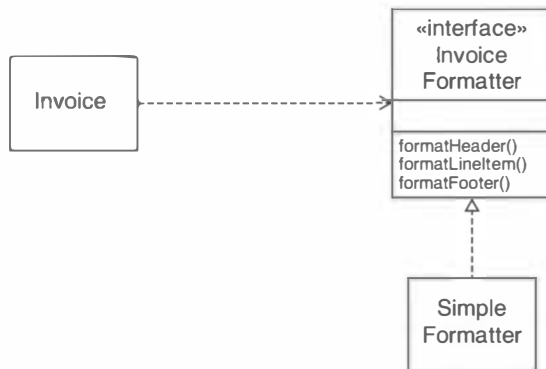 «interface»
Invoice
Formatter
Invoice
formatHeader()
formatLineItem()
formatFooter()
Simple
Formatter